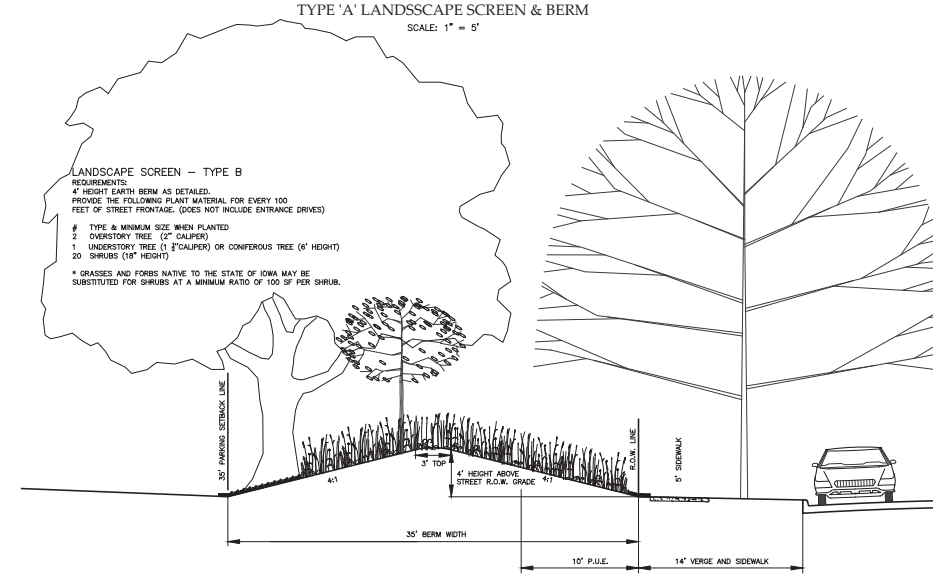 TYPE 'A' LANDSSCAPE SCREEN & BERM
SCALE: 1" = 5'
LANDSCAPE SCREEN – TYPE B
REQUIREMENTS:
4' HEIGHT EARTH BERM AS DETAILED.
PROVIDE THE FOLLOWING PLANT MATERIAL FOR EVERY 100
FEET OF STREET FRONTAGE. (DOES NOT INCLUDE ENTRANCE DRIVES)
# TYPE & MINIMUM SIZE WHEN PLANTED
2 OVERSTORY TREE (2" CALIPER)
1 UNDERSTORY TREE (1 ½"CALIPER) OR CONIFEROUS TREE (6' HEIGHT)
20 SHRUBS (18" HEIGHT)
* GRASSES AND FORBS NATIVE TO THE STATE OF IOWA MAY BE
SUBSTITUTED FOR SHRUBS AT A MINIMUM RATIO OF 100 SF PER SHRUB.
35' PARKING SETBACK LINE
R.O.W. LINE
5' SIDEWALK
3' TOP
4:1
4' HEIGHT ABOVE
STREET R.O.W. GRADE
4:1
35' BERM WIDTH
10' P.U.E.
14' VERGE AND SIDEWALK